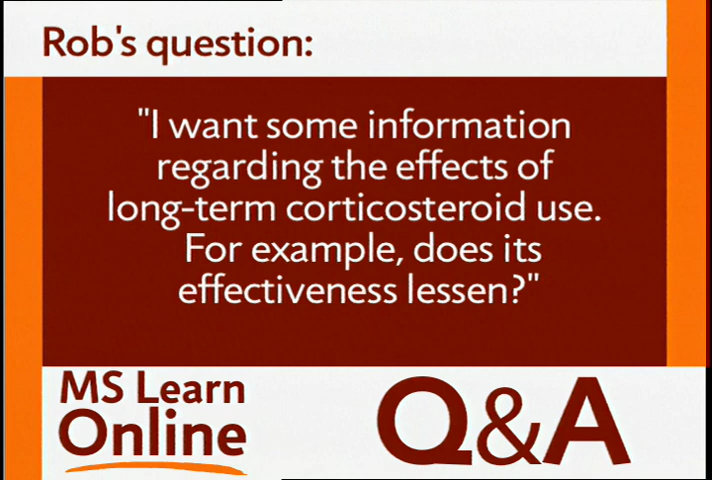 Rob's question:
"I want some information
regarding the effects of
long-term corticosteroid use.
For example, does its
effectiveness lessen?"
MS Learn
Online
Q&A